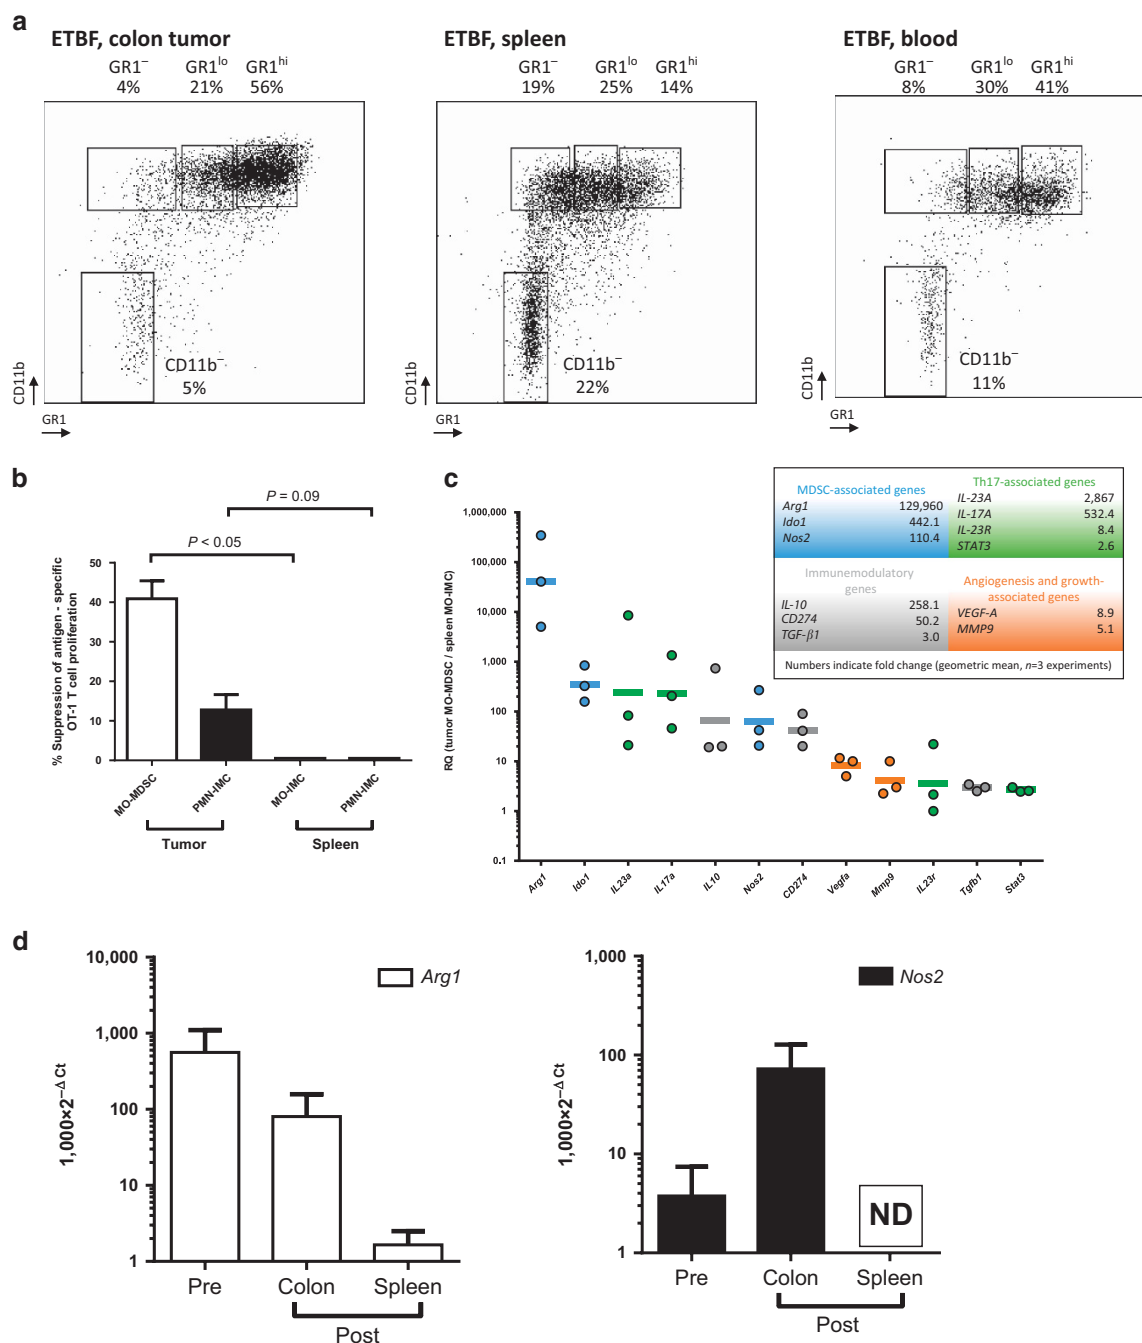 a
ETBF, colon tumor
GR1⁻ GR1ˡᵒ GR1ʰⁱ
4% 21% 56%
CD11b⁻
5%
CD11b
GR1
ETBF, spleen
GR1⁻ GR1ˡᵒ GR1ʰⁱ
19% 25% 14%
CD11b⁻
22%
CD11b
GR1
ETBF, blood
GR1⁻ GR1ˡᵒ GR1ʰⁱ
8% 30% 41%
CD11b⁻
11%
CD11b
GR1
b
P = 0.09
P < 0.05
% Suppression of antigen - specific
OT-1 T cell proliferation
50
40
30
20
10
0
MO-MDSC PMN-IMC MO-IMC PMN-IMC
Tumor Spleen
c
RQ (tumor MO-MDSC / spleen MO-IMC)
1,000,000
100,000
10,000
1,000
100
10
1
0.1
Arg1 Ido1 IL23a IL17a IL10 Nos2 CD274 Vegfa Mmp9 IL23r Tgfb1 Stat3
MDSC-associated genes
Arg1 129,960
Ido1 442.1
Nos2 110.4
Th17-associated genes
IL-23A 2,867
IL-17A 532.4
IL-23R 8.4
STAT3 2.6
Immunemodulatory
genes
IL-10 258.1
CD274 50.2
TGF-β1 3.0
Angiogenesis and growth-
associated genes
VEGF-A 8.9
MMP9 5.1
Numbers indicate fold change (geometric mean, n=3 experiments)
d
1,000×2⁻Δ Ct
10,000
1,000
100
10
1
Arg1
Pre Colon Spleen
Post
1,000×2⁻Δ Ct
1,000
100
10
1
Nos2
ND
Pre Colon Spleen
Post